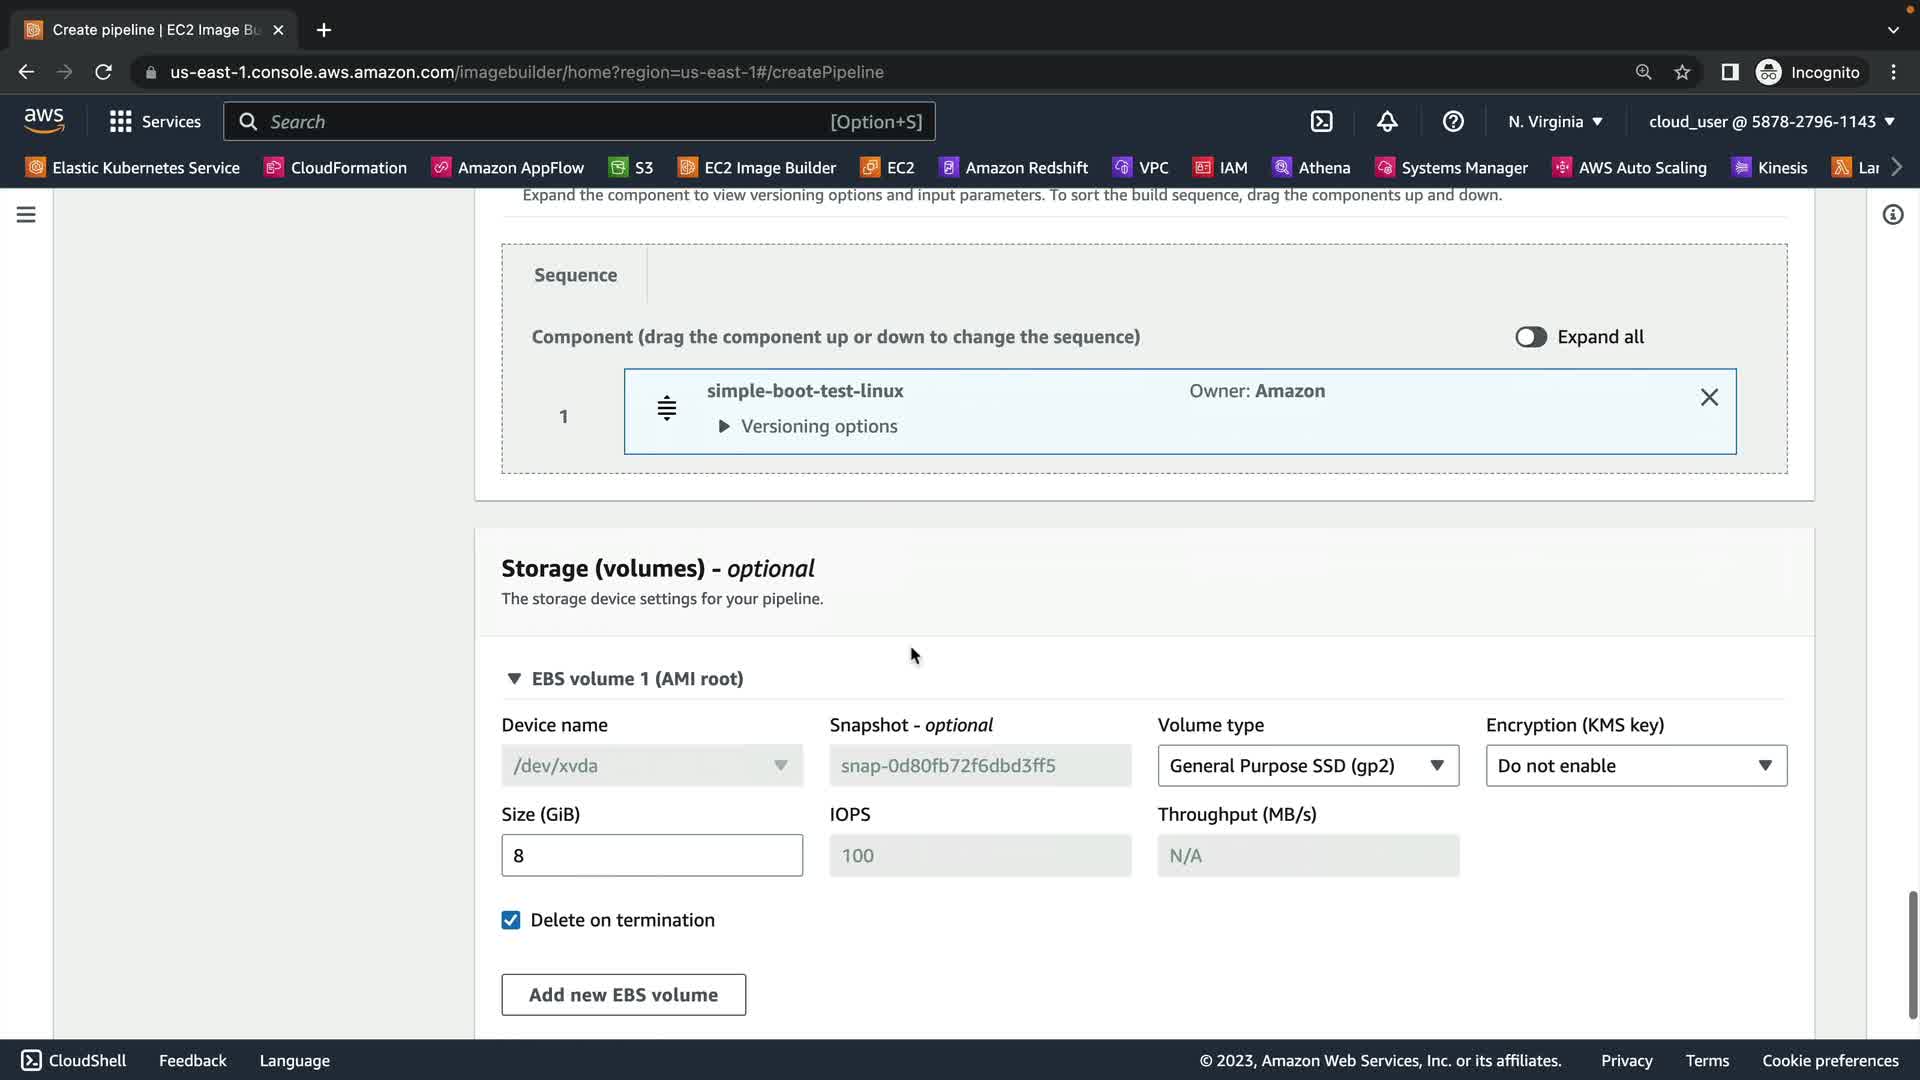 Create pipeline | EC2 Image Bu
us-east-1.console.aws.amazon.com/imagebuilder/home?region=us-east-1#/createPipeline
Incognito
aws
Services
Search
[Option+S]
N. Virginia
cloud_user @ 5878-2796-1143
Elastic Kubernetes Service
CloudFormation
Amazon AppFlow
S3
EC2 Image Builder
EC2
Amazon Redshift
VPC
IAM
Athena
Systems Manager
AWS Auto Scaling
Kinesis
Lar
Expand the component to view versioning options and input parameters. To sort the build sequence, drag the components up and down.
Sequence
Component (drag the component up or down to change the sequence)
Expand all
1
simple-boot-test-linux
Owner: Amazon
Versioning options
Storage (volumes) - optional
The storage device settings for your pipeline.
EBS volume 1 (AMI root)
Device name
Snapshot - optional
Volume type
Encryption (KMS key)
/dev/xvda
snap-0d80fb72f6dbd3ff5
General Purpose SSD (gp2)
Do not enable
Size (GiB)
IOPS
Throughput (MB/s)
8
100
N/A
Delete on termination
Add new EBS volume
CloudShell
Feedback
Language
© 2023, Amazon Web Services, Inc. or its affiliates.
Privacy
Terms
Cookie preferences